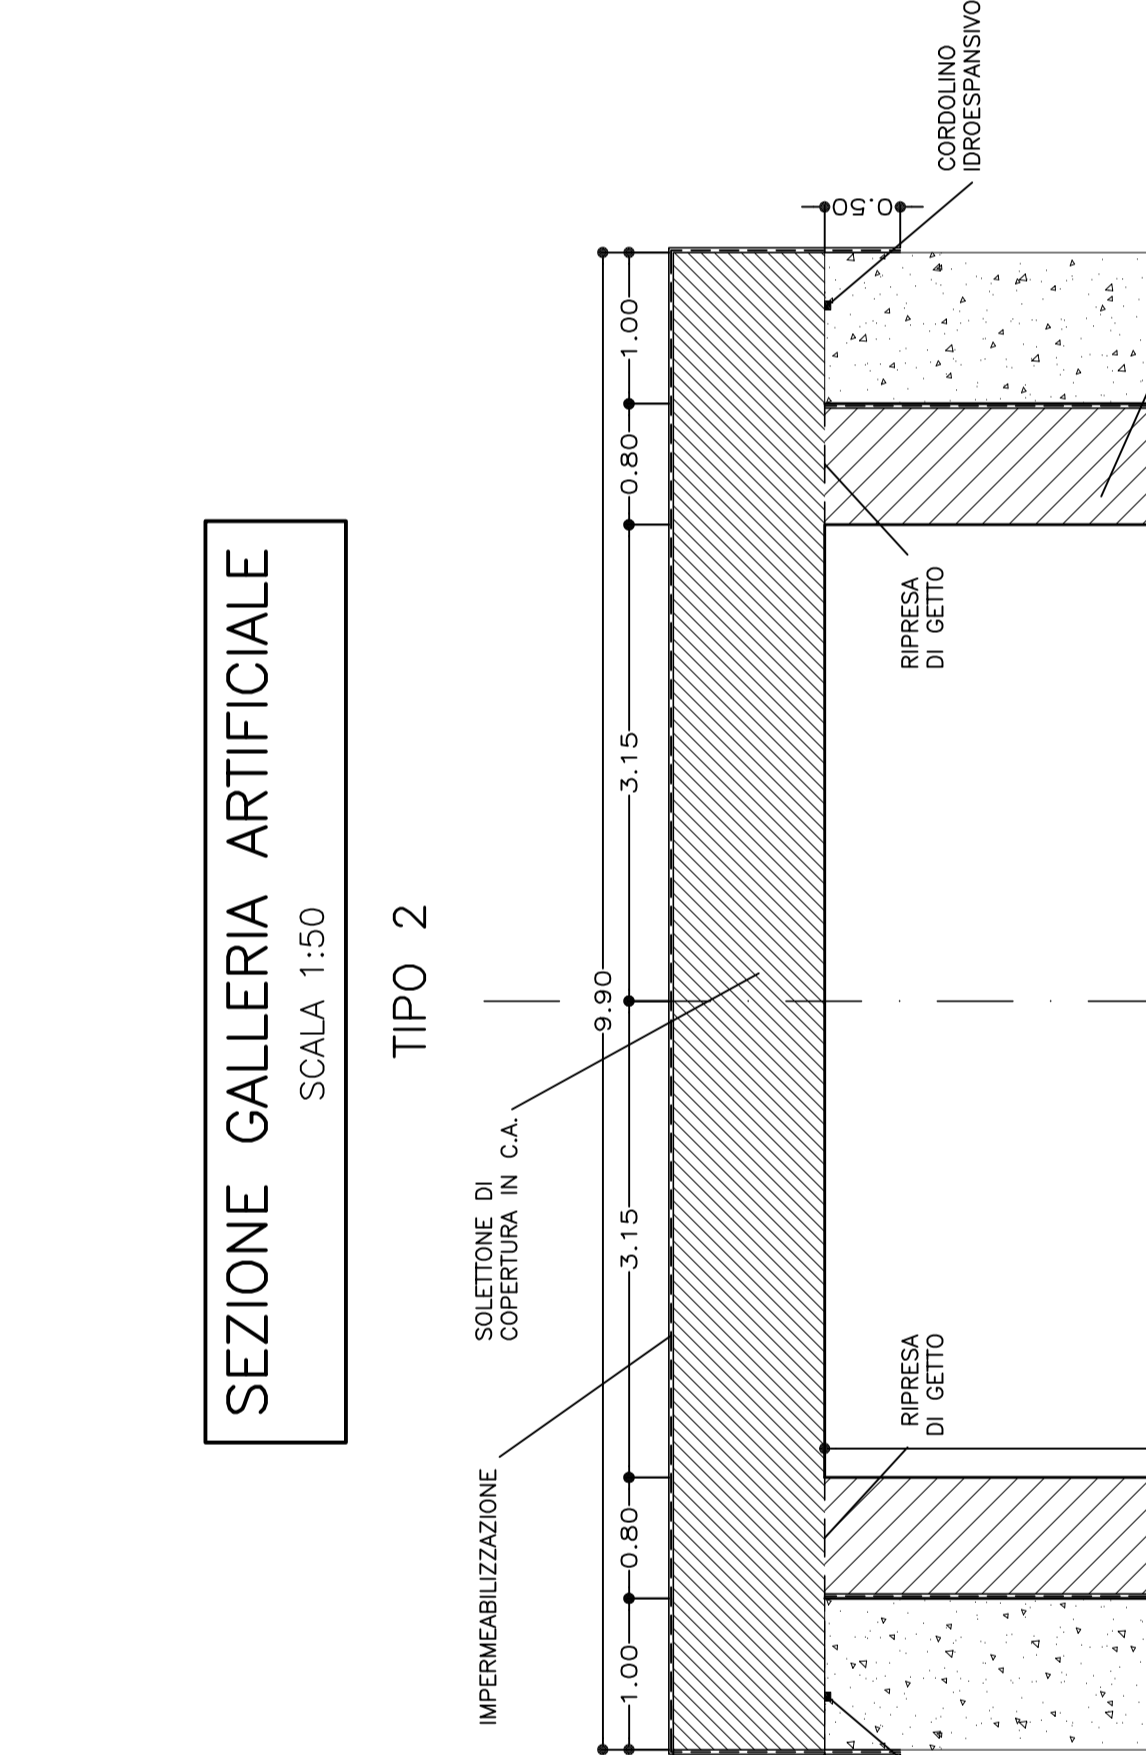 SEZIONE GALLERIA ARTIFICIALE
SCALA 1:50
TIPO 2
IMPERMEABILIZZAZIONE
SOLETTONE DI
COPERTURA IN C.A.
9.90
1.00
0.80
3.15
3.15
0.80
1.00
RIPRESA
DI GETTO
RIPRESA
DI GETTO
0.50
CORDOLINO
IDROESPANSIVO